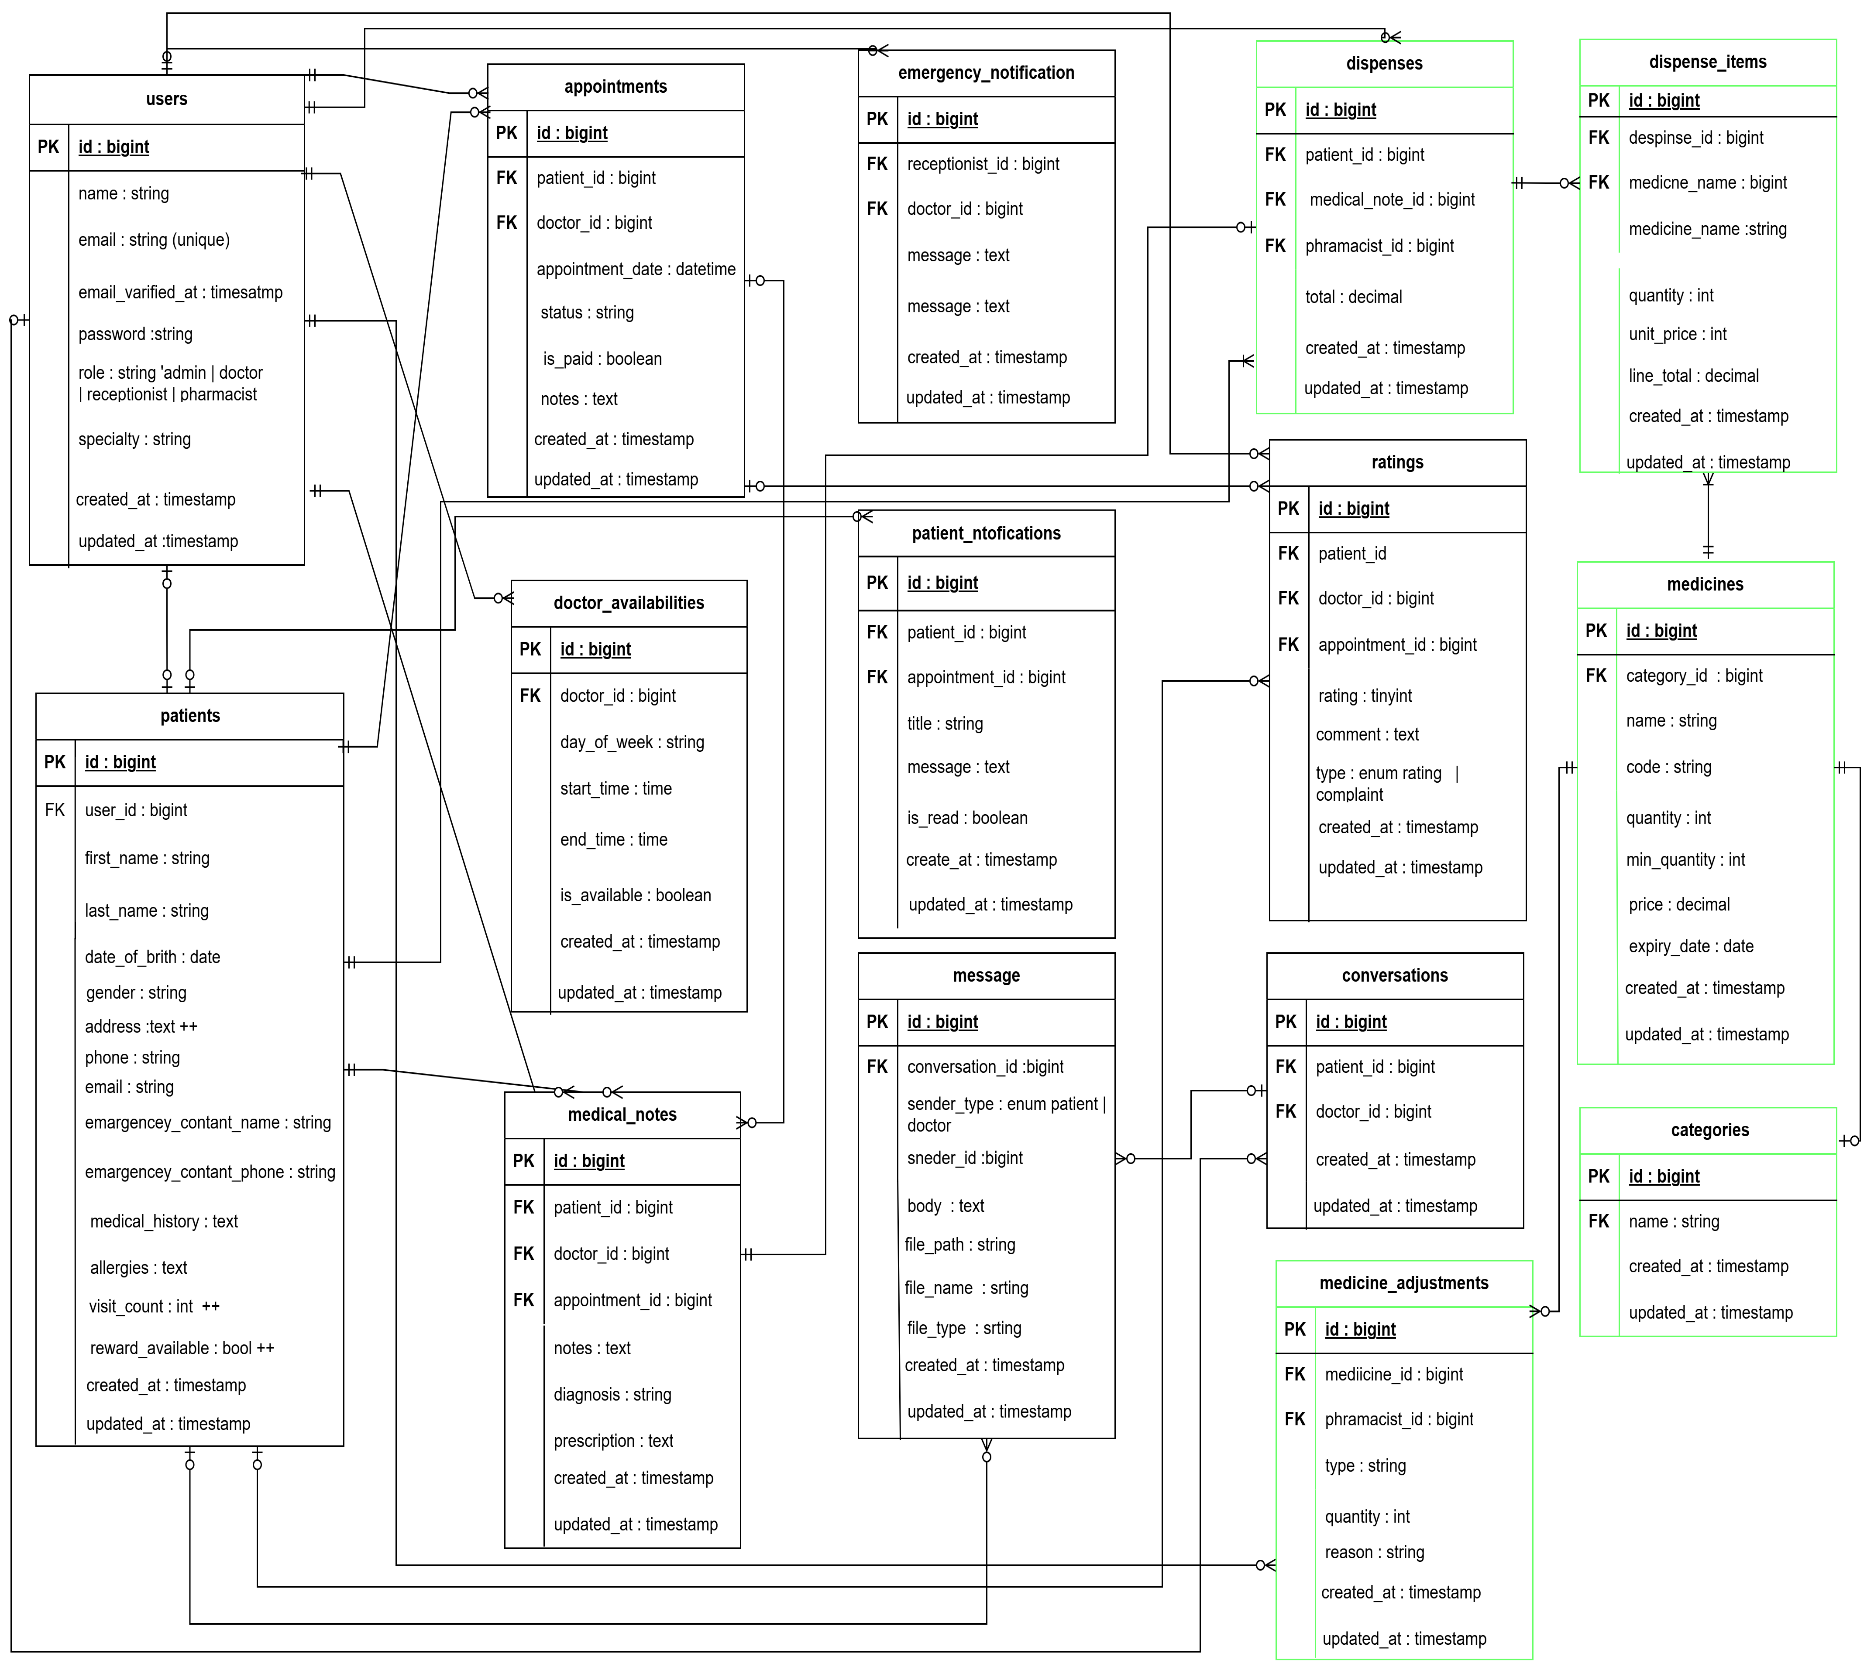 users
PK id : bigint
name : string
email : string (unique)
email_varified_at : timesatmp
password :string
role : string 'admin | doctor
| receptionist | pharmacist
specialty : string
created_at : timestamp
updated_at :timestamp
patients
PK id : bigint
FK user_id : bigint
first_name : string
last_name : string
date_of_brith : date
gender : string
address :text ++
phone : string
email : string
emargencey_contant_name : string
emargencey_contant_phone : string
medical_history : text
allergies : text
visit_count : int ++
reward_available : bool ++
created_at : timestamp
updated_at : timestamp
appointments
PK id : bigint
FK patient_id : bigint
FK doctor_id : bigint
appointment_date : datetime
status : string
is_paid : boolean
notes : text
created_at : timestamp
updated_at : timestamp
doctor_availabilities
PK id : bigint
FK doctor_id : bigint
day_of_week : string
start_time : time
end_time : time
is_available : boolean
created_at : timestamp
updated_at : timestamp
medical_notes
PK id : bigint
FK patient_id : bigint
FK doctor_id : bigint
FK appointment_id : bigint
notes : text
diagnosis : string
prescription : text
created_at : timestamp
updated_at : timestamp
emergency_notification
PK id : bigint
FK receptionist_id : bigint
FK doctor_id : bigint
message : text
message : text
created_at : timestamp
updated_at : timestamp
patient_ntofications
PK id : bigint
FK patient_id : bigint
FK appointment_id : bigint
title : string
message : text
is_read : boolean
create_at : timestamp
updated_at : timestamp
message
PK id : bigint
FK conversation_id :bigint
sender_type : enum patient |
doctor
sneder_id :bigint
body : text
file_path : string
file_name : srting
file_type : srting
created_at : timestamp
updated_at : timestamp
dispenses
PK id : bigint
FK patient_id : bigint
FK medical_note_id : bigint
FK phramacist_id : bigint
total : decimal
created_at : timestamp
updated_at : timestamp
ratings
PK id : bigint
FK patient_id
FK doctor_id : bigint
FK appointment_id : bigint
rating : tinyint
comment : text
type : enum rating |
complaint
created_at : timestamp
updated_at : timestamp
conversations
PK id : bigint
FK patient_id : bigint
FK doctor_id : bigint
created_at : timestamp
updated_at : timestamp
medicine_adjustments
PK id : bigint
FK mediicine_id : bigint
FK phramacist_id : bigint
type : string
quantity : int
reason : string
created_at : timestamp
updated_at : timestamp
dispense_items
PK id : bigint
FK despinse_id : bigint
FK medicne_name : bigint
medicine_name :string
quantity : int
unit_price : int
line_total : decimal
created_at : timestamp
updated_at : timestamp
medicines
PK id : bigint
FK category_id : bigint
name : string
code : string
quantity : int
min_quantity : int
price : decimal
expiry_date : date
created_at : timestamp
updated_at : timestamp
categories
PK id : bigint
FK name : string
created_at : timestamp
updated_at : timestamp